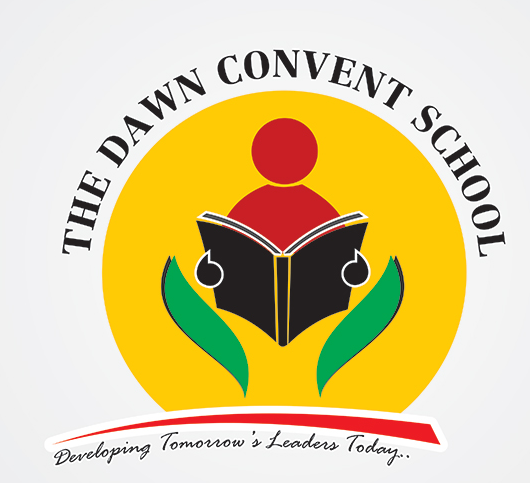 THE DAWN CONVENT SCHOOL
Developing Tomorrow's Leaders Today..